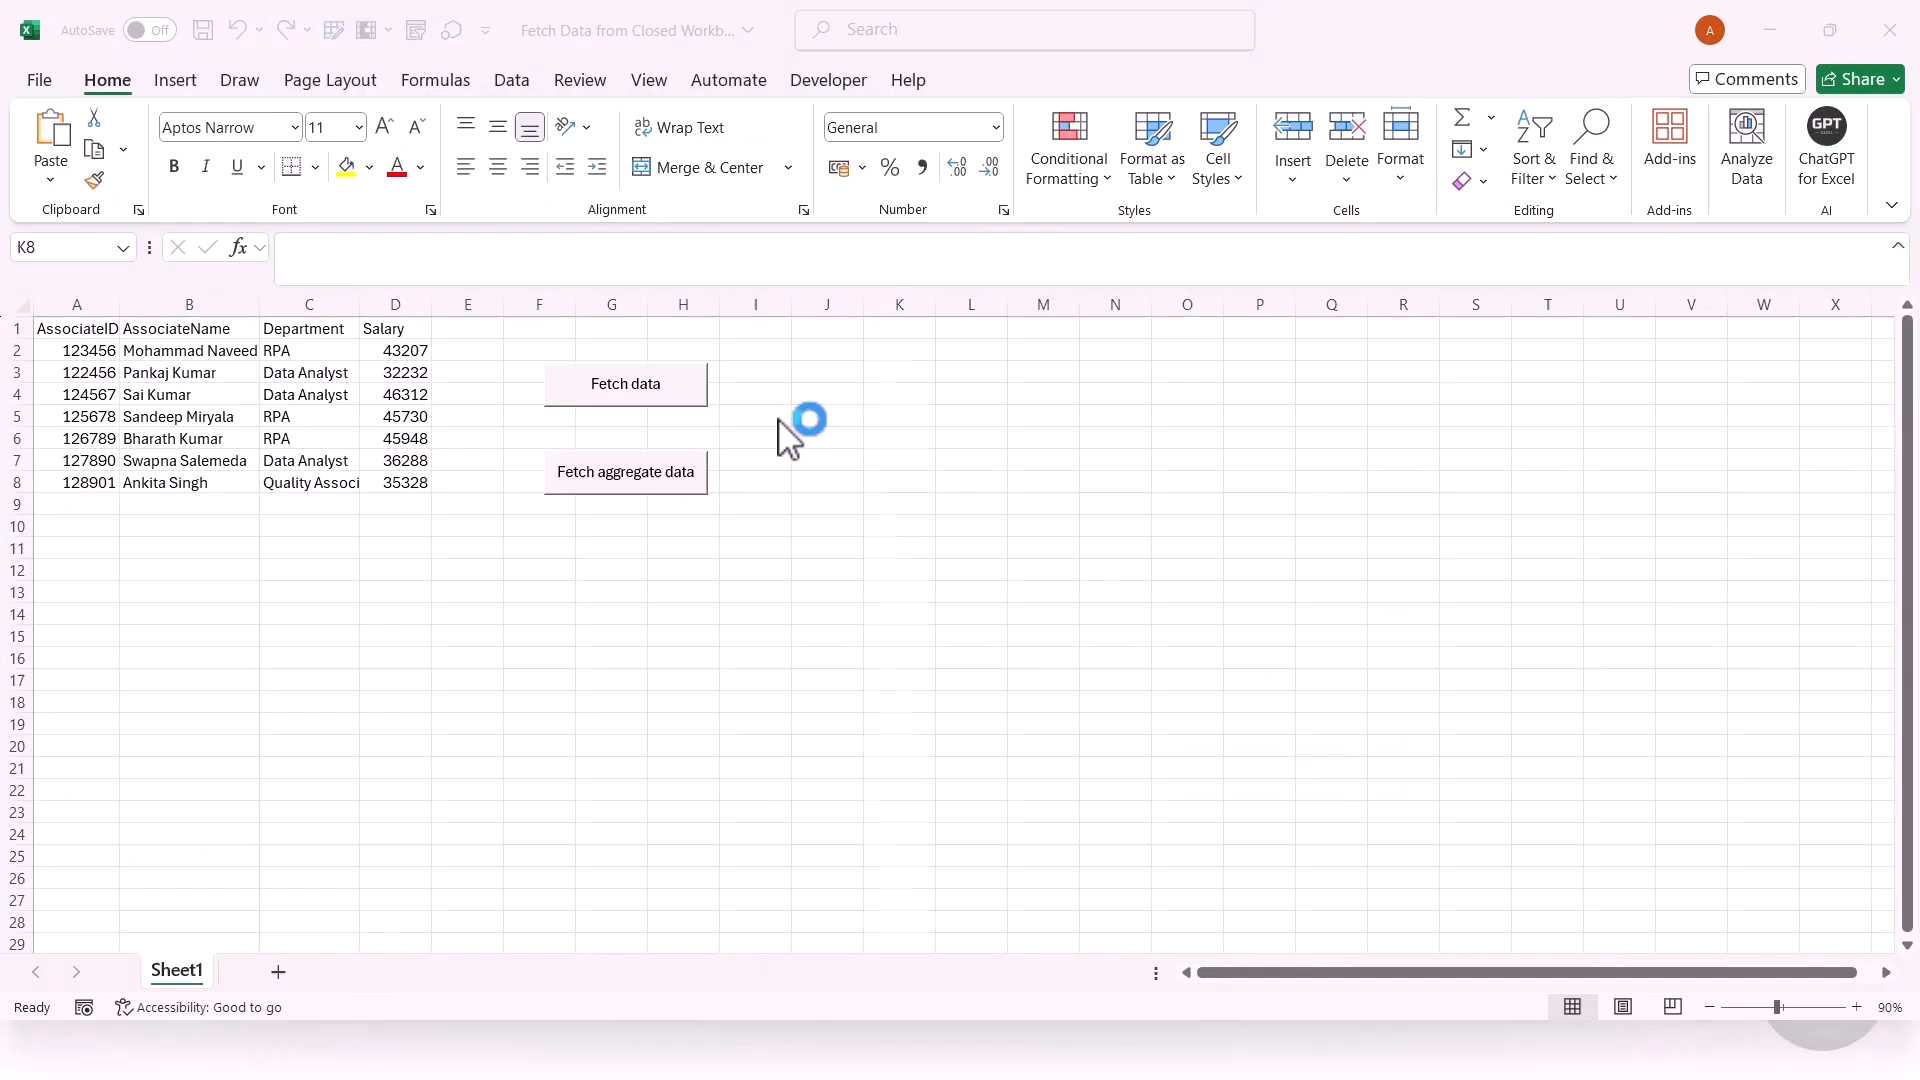 AutoSave Off Fetch Data from Closed Workb... Search A
File Home Insert Draw Page Layout Formulas Data Review View Automate Developer Help Comments Share
Paste
Clipboard
Aptos Narrow 11
B I U
Font
Wrap Text
Merge & Center
Alignment
General
Number
Conditional
Formatting
Format as
Table
Cell
Styles
Styles
Insert
Delete
Format
Cells
Sort &
Filter
Find &
Select
Editing
Add-ins
Add-ins
Analyze
Data
GPT
EXCEL
ChatGPT
for Excel
AI
K8 fx
A B C D E F G H I J K L M N O P Q R S T U V W X
1 AssociateID AssociateName Department Salary
2 123456 Mohammad Naveed RPA 43207
3 122456 Pankaj Kumar Data Analyst 32232
Fetch data
4 124567 Sai Kumar Data Analyst 46312
5 125678 Sandeep Miryala RPA 45730
6 126789 Bharath Kumar RPA 45948
7 127890 Swapna Salemeda Data Analyst 36288
Fetch aggregate data
8 128901 Ankita Singh Quality Associ 35328
9
10
11
12
13
14
15
16
17
18
19
20
21
22
23
24
25
26
27
28
29
Sheet1
Ready Accessibility: Good to go 90%